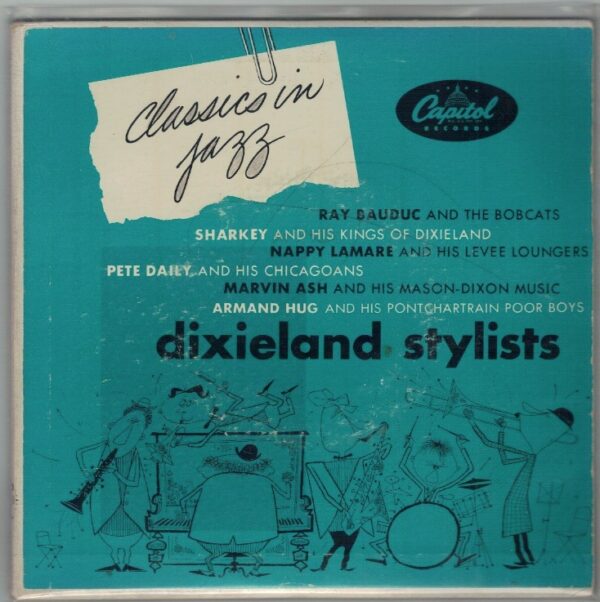 Classics in
jazz
Capitol
RECORDS
RAY BAUDUC AND THE BOBCATS
SHARKEY AND HIS KINGS OF DIXIELAND
NAPPY LAMARE AND HIS LEVEE LOUNGERS
PETE DAILY AND HIS CHICAGOANS
MARVIN ASH AND HIS MASON-DIXON MUSIC
ARMAND HUG AND HIS PONTCHARTRAIN POOR BOYS
dixieland stylists